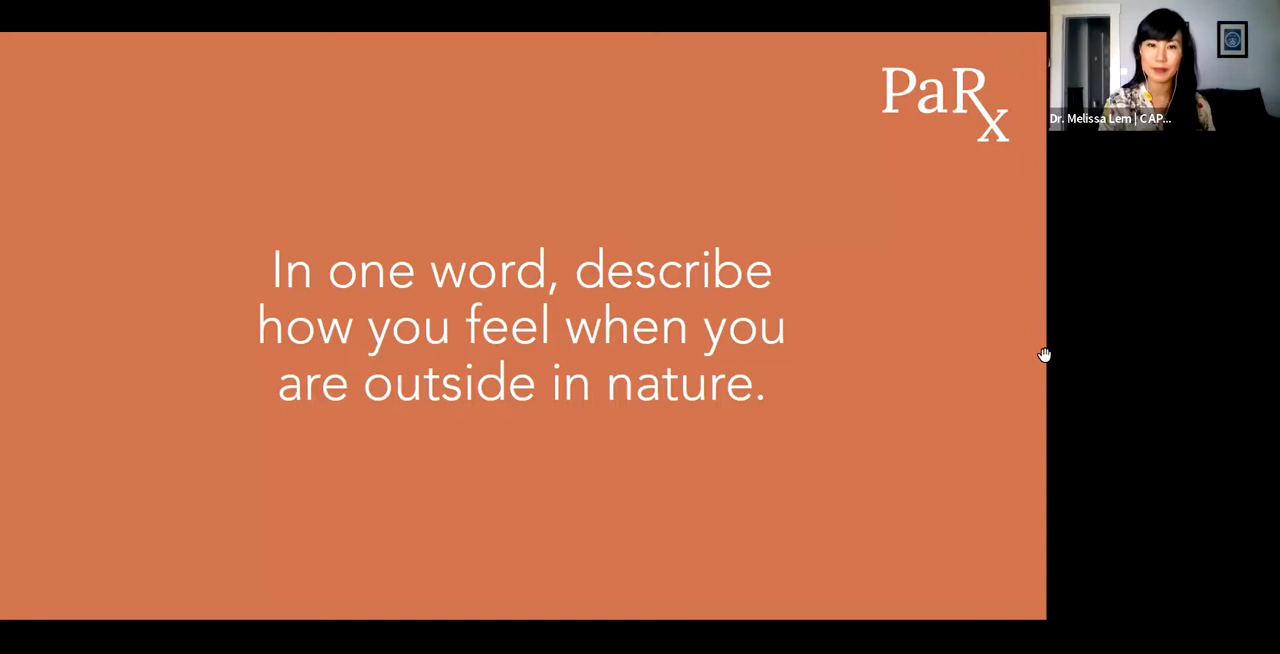 PaRx
Dr. Melissa Lem | CAP...
In one word, describe
how you feel when you
are outside in nature.